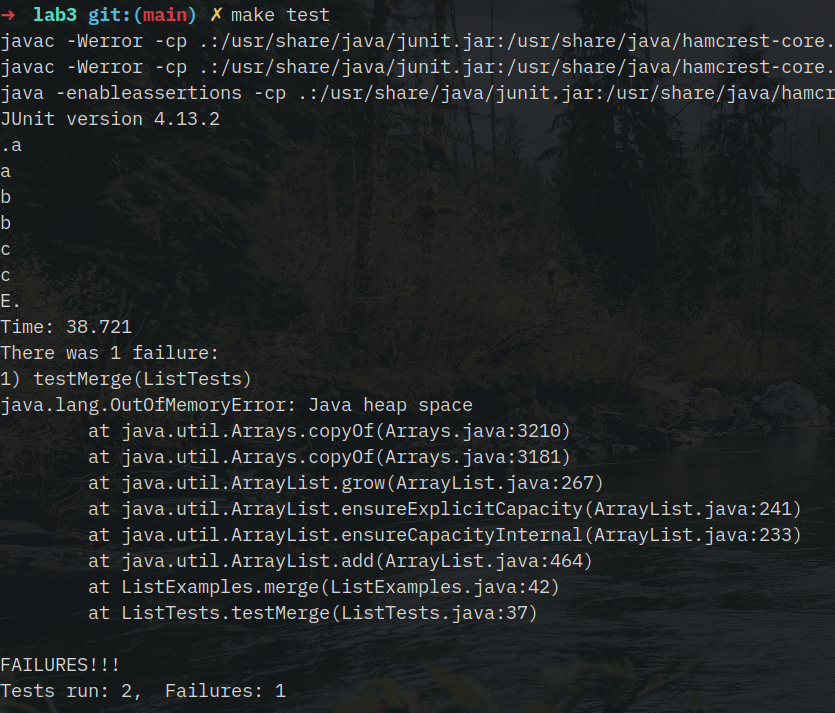 → lab3 git:(main) ✗ make test
javac -Werror -cp .:/usr/share/java/junit.jar:/usr/share/java/hamcrest-core.
javac -Werror -cp .:/usr/share/java/junit.jar:/usr/share/java/hamcrest-core.
java -enableassertions -cp .:/usr/share/java/junit.jar:/usr/share/java/hamcr
JUnit version 4.13.2
.a
a
b
b
c
c
E.
Time: 38.721
There was 1 failure:
1) testMerge(ListTests)
java.lang.OutOfMemoryError: Java heap space
at java.util.Arrays.copyOf(Arrays.java:3210)
at java.util.Arrays.copyOf(Arrays.java:3181)
at java.util.ArrayList.grow(ArrayList.java:267)
at java.util.ArrayList.ensureExplicitCapacity(ArrayList.java:241)
at java.util.ArrayList.ensureCapacityInternal(ArrayList.java:233)
at java.util.ArrayList.add(ArrayList.java:464)
at ListExamples.merge(ListExamples.java:42)
at ListTests.testMerge(ListTests.java:37)
FAILURES!!!
Tests run: 2,  Failures: 1